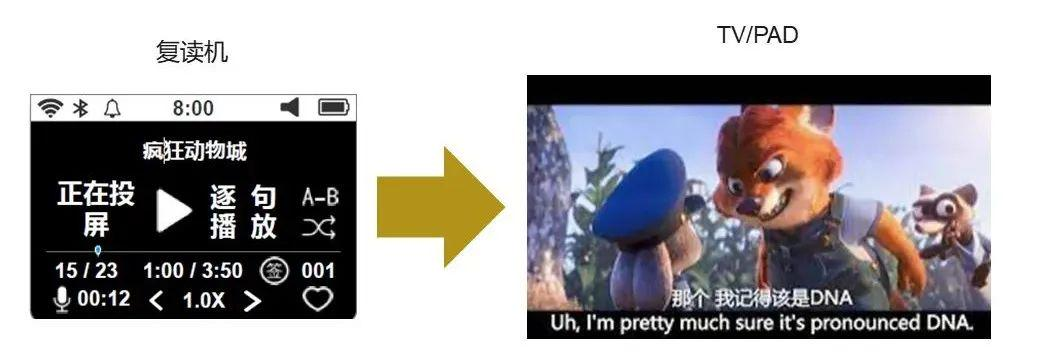 复读机
TV/PAD
8:00
疯狂动物城
正在投屏
逐句播放
A-B
15 / 23 1:00 / 3:50 签 001
00:12 < 1.0X >
那个 我记得该是DNA
Uh, I'm pretty much sure it's pronounced DNA.